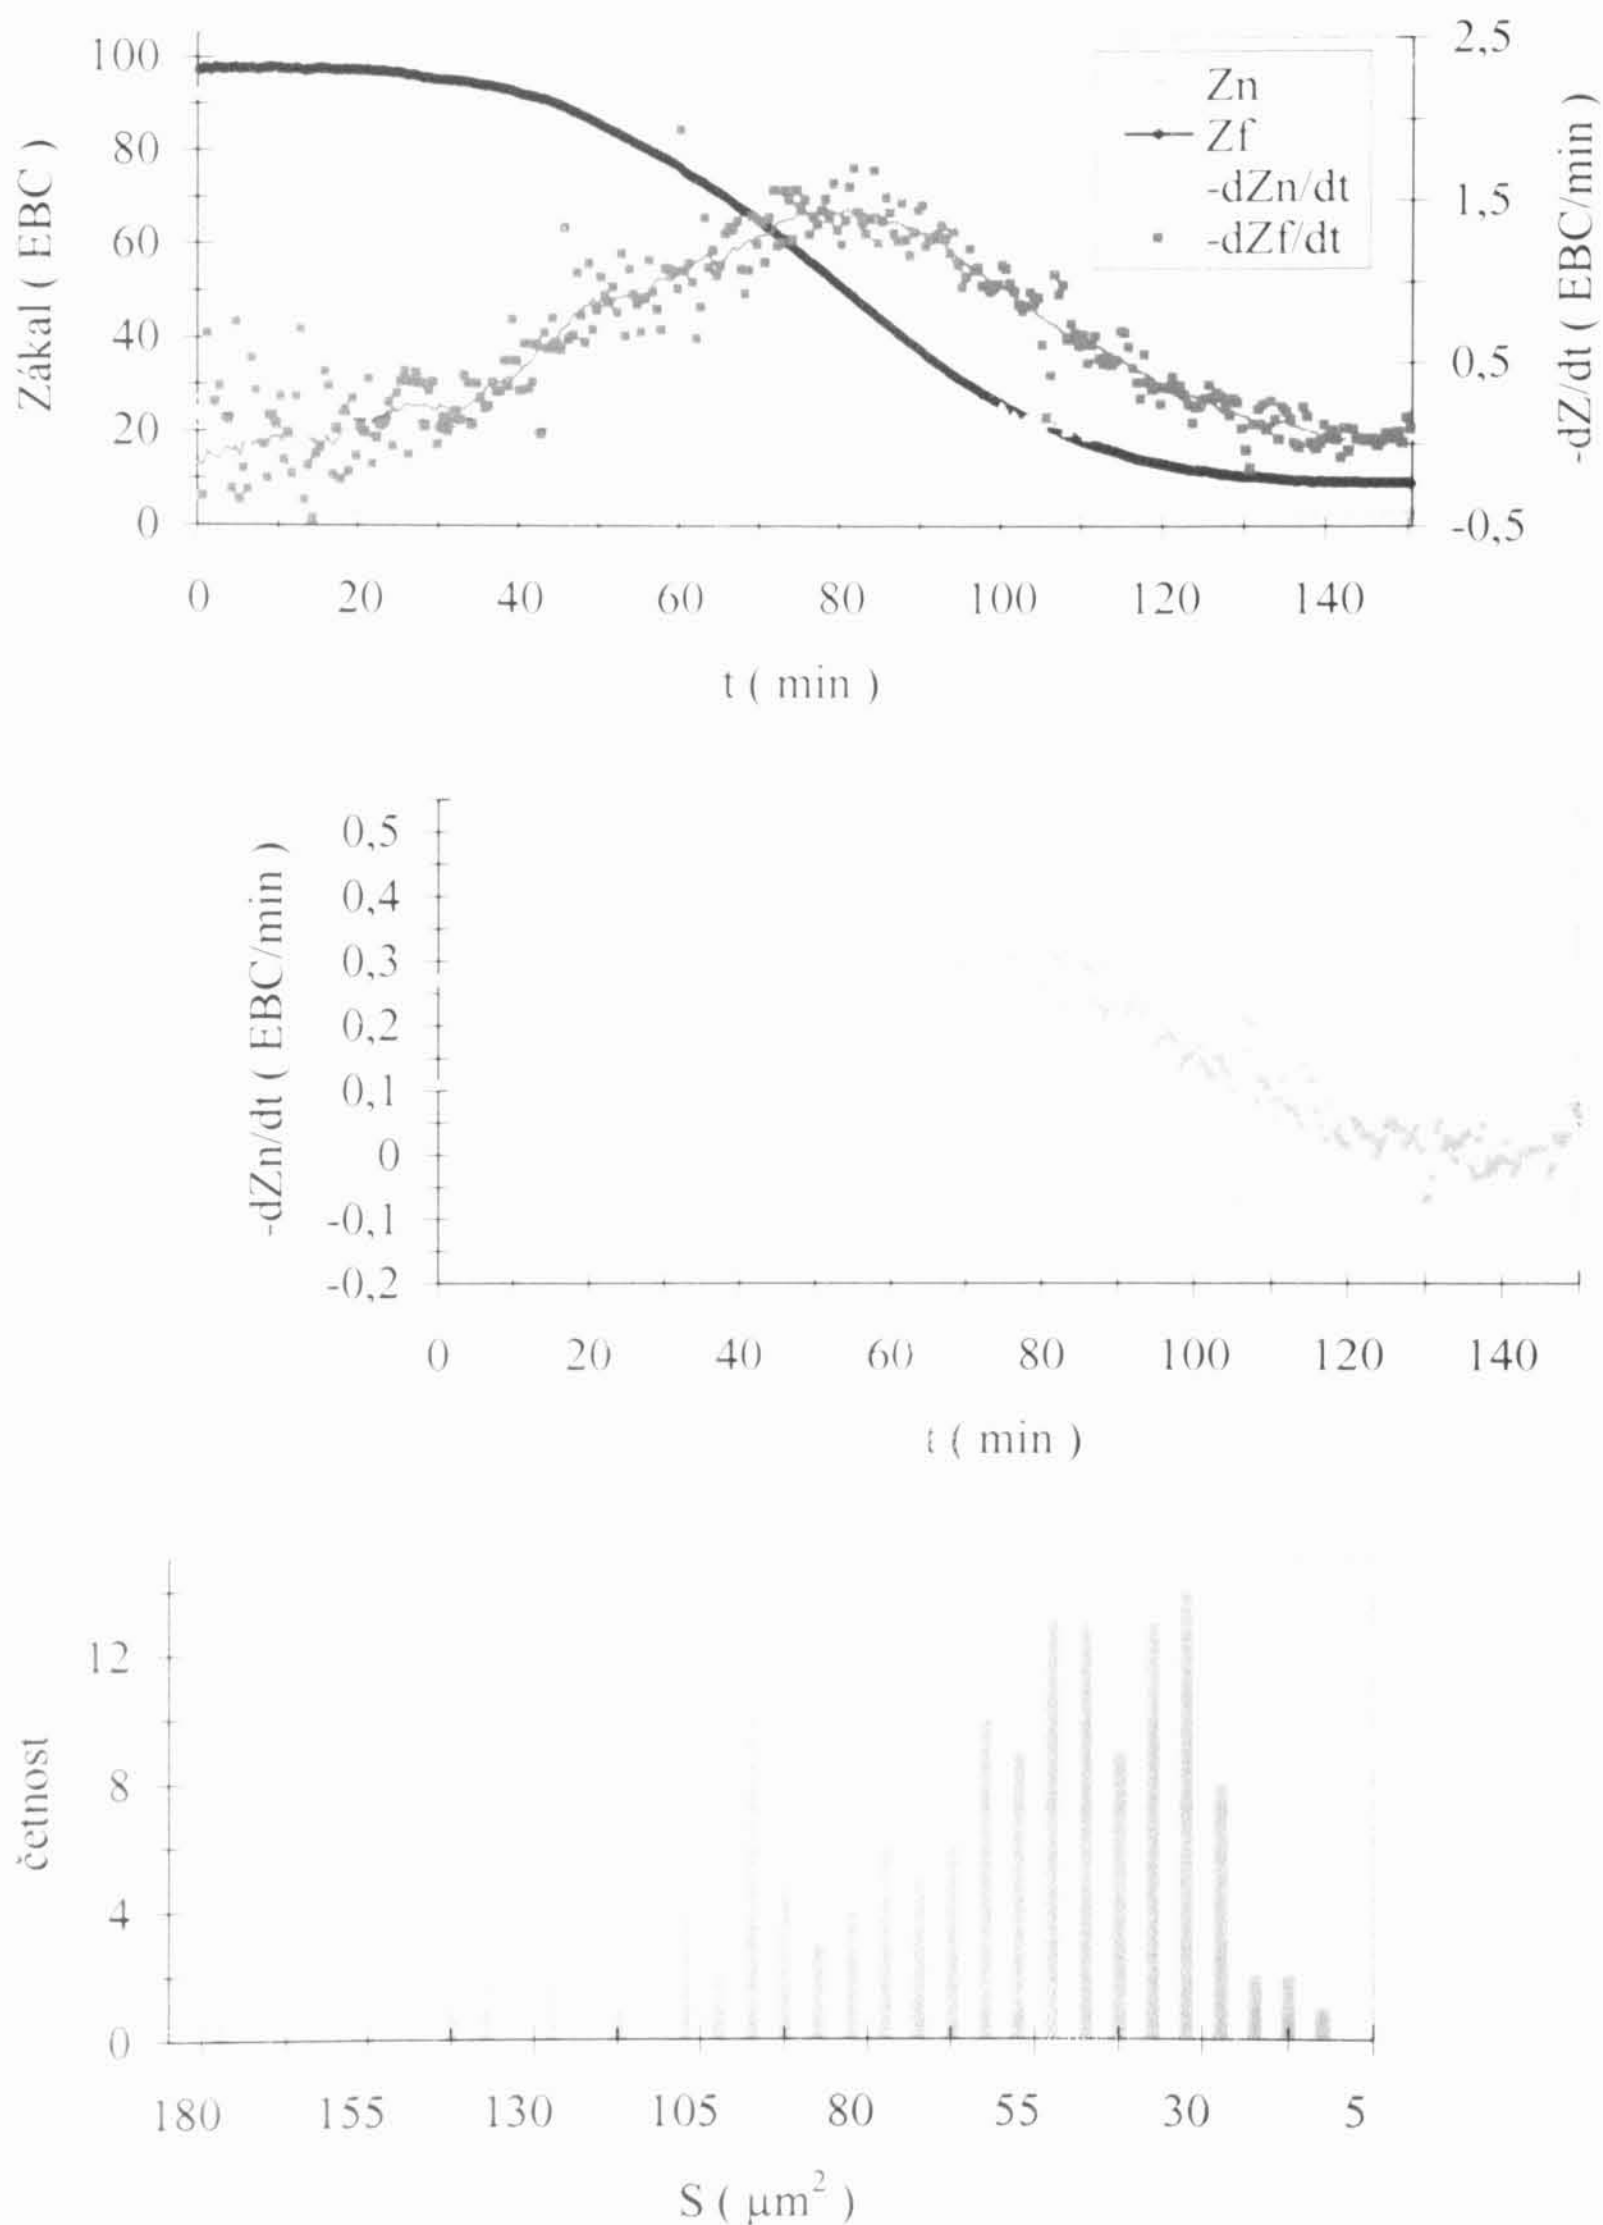 100
80
60
40
20
0
Zákal ( EBC )
2,5
1,5
0,5
-0,5
-dZ/dt ( EBC/min )
Zn
Zf
-dZn/dt
-dZf/dt
0 20 40 60 80 100 120 140
t ( min )
0,5
0,4
0,3
0,2
0,1
0
-0,1
-0,2
-dZn/dt ( EBC/min )
0 20 40 60 80 100 120 140
t ( min )
12
8
4
0
četnost
180 155 130 105 80 55 30 5
S ( µm² )